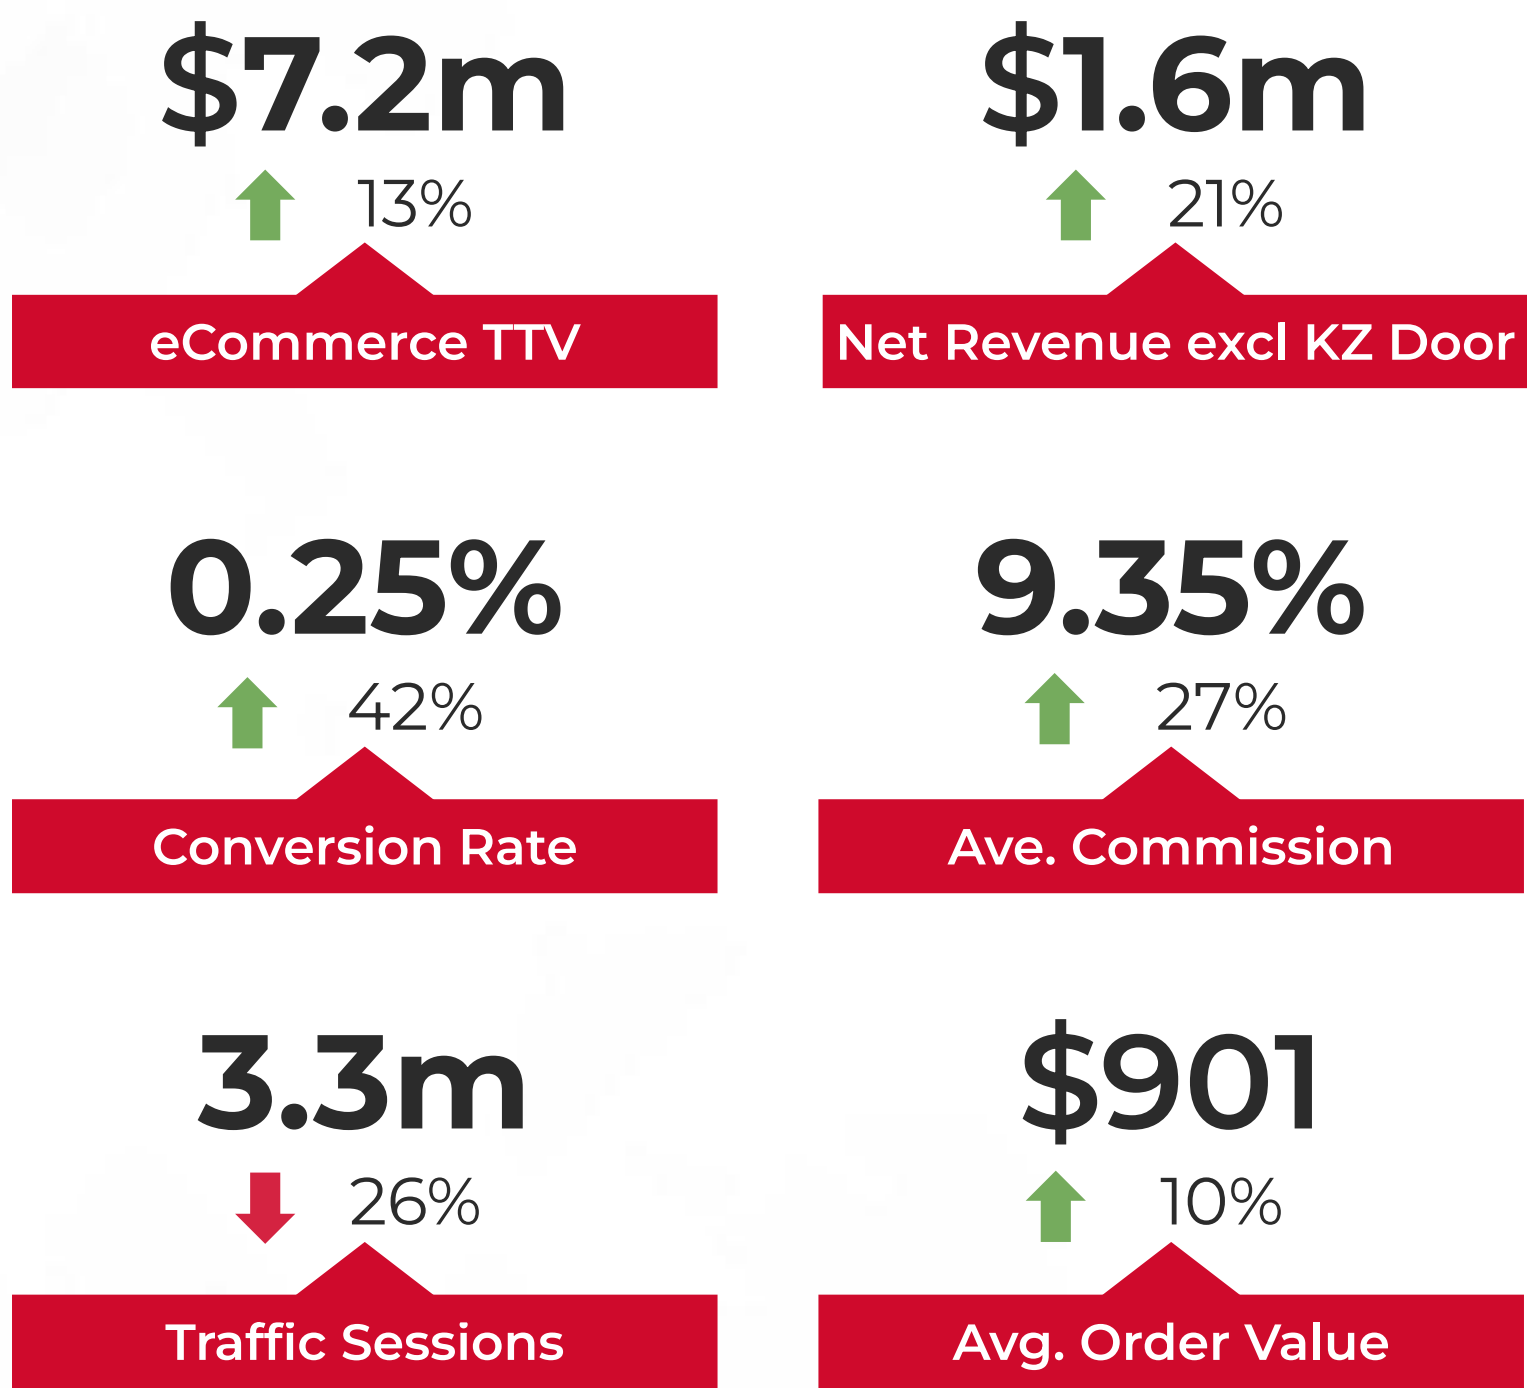 $7.2m
13%
eCommerce TTV
$1.6m
21%
Net Revenue excl KZ Door
0.25%
42%
Conversion Rate
9.35%
27%
Ave. Commission
3.3m
26%
Traffic Sessions
$901
10%
Avg. Order Value